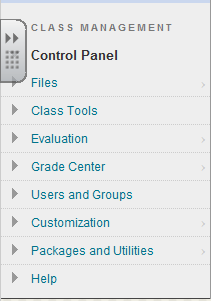 CLASS MANAGEMENT
Control Panel
Files
Class Tools
Evaluation
Grade Center
Users and Groups
Customization
Packages and Utilities
Help